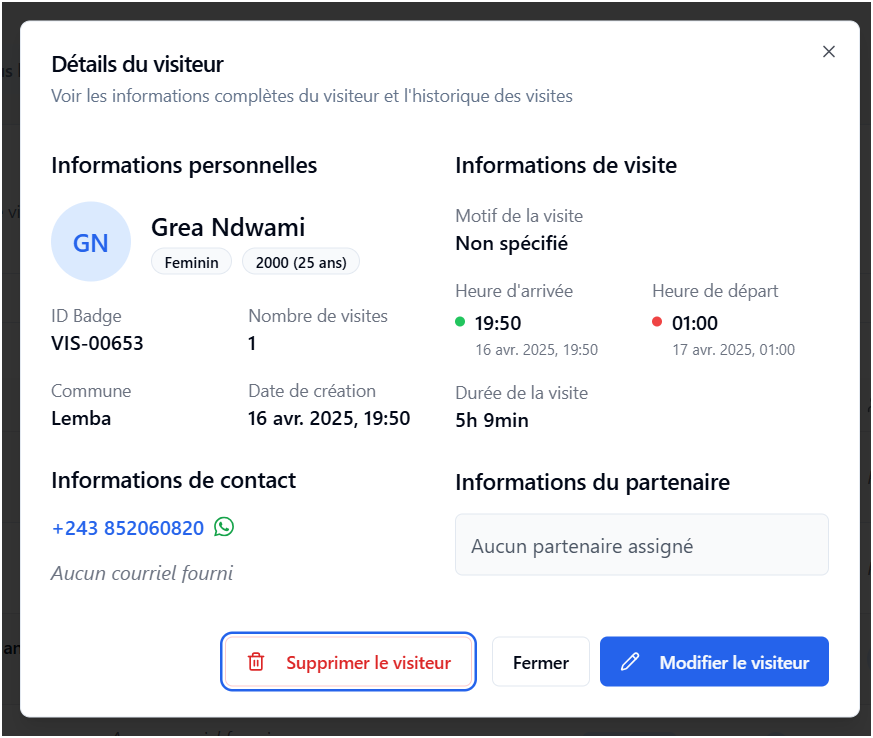 Détails du visiteur
Voir les informations complètes du visiteur et l'historique des visites
Informations personnelles
GN
Grea Ndwami
Feminin
2000 (25 ans)
ID Badge
VIS-00653
Nombre de visites
1
Commune
Lemba
Date de création
16 avr. 2025, 19:50
Informations de contact
+243 852060820
Aucun courriel fourni
Informations de visite
Motif de la visite
Non spécifié
Heure d'arrivée
19:50
16 avr. 2025, 19:50
Heure de départ
01:00
17 avr. 2025, 01:00
Durée de la visite
5h 9min
Informations du partenaire
Aucun partenaire assigné
Supprimer le visiteur
Fermer
Modifier le visiteur